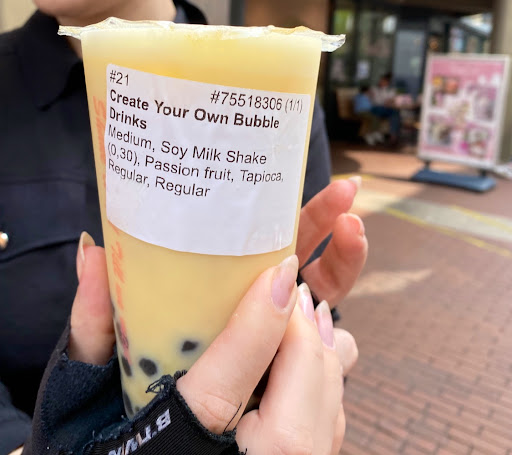 #21 #75518306 (1/1)
Create Your Own Bubble
Drinks
Medium, Soy Milk Shake
(0,30), Passion fruit, Tapioca,
Regular, Regular